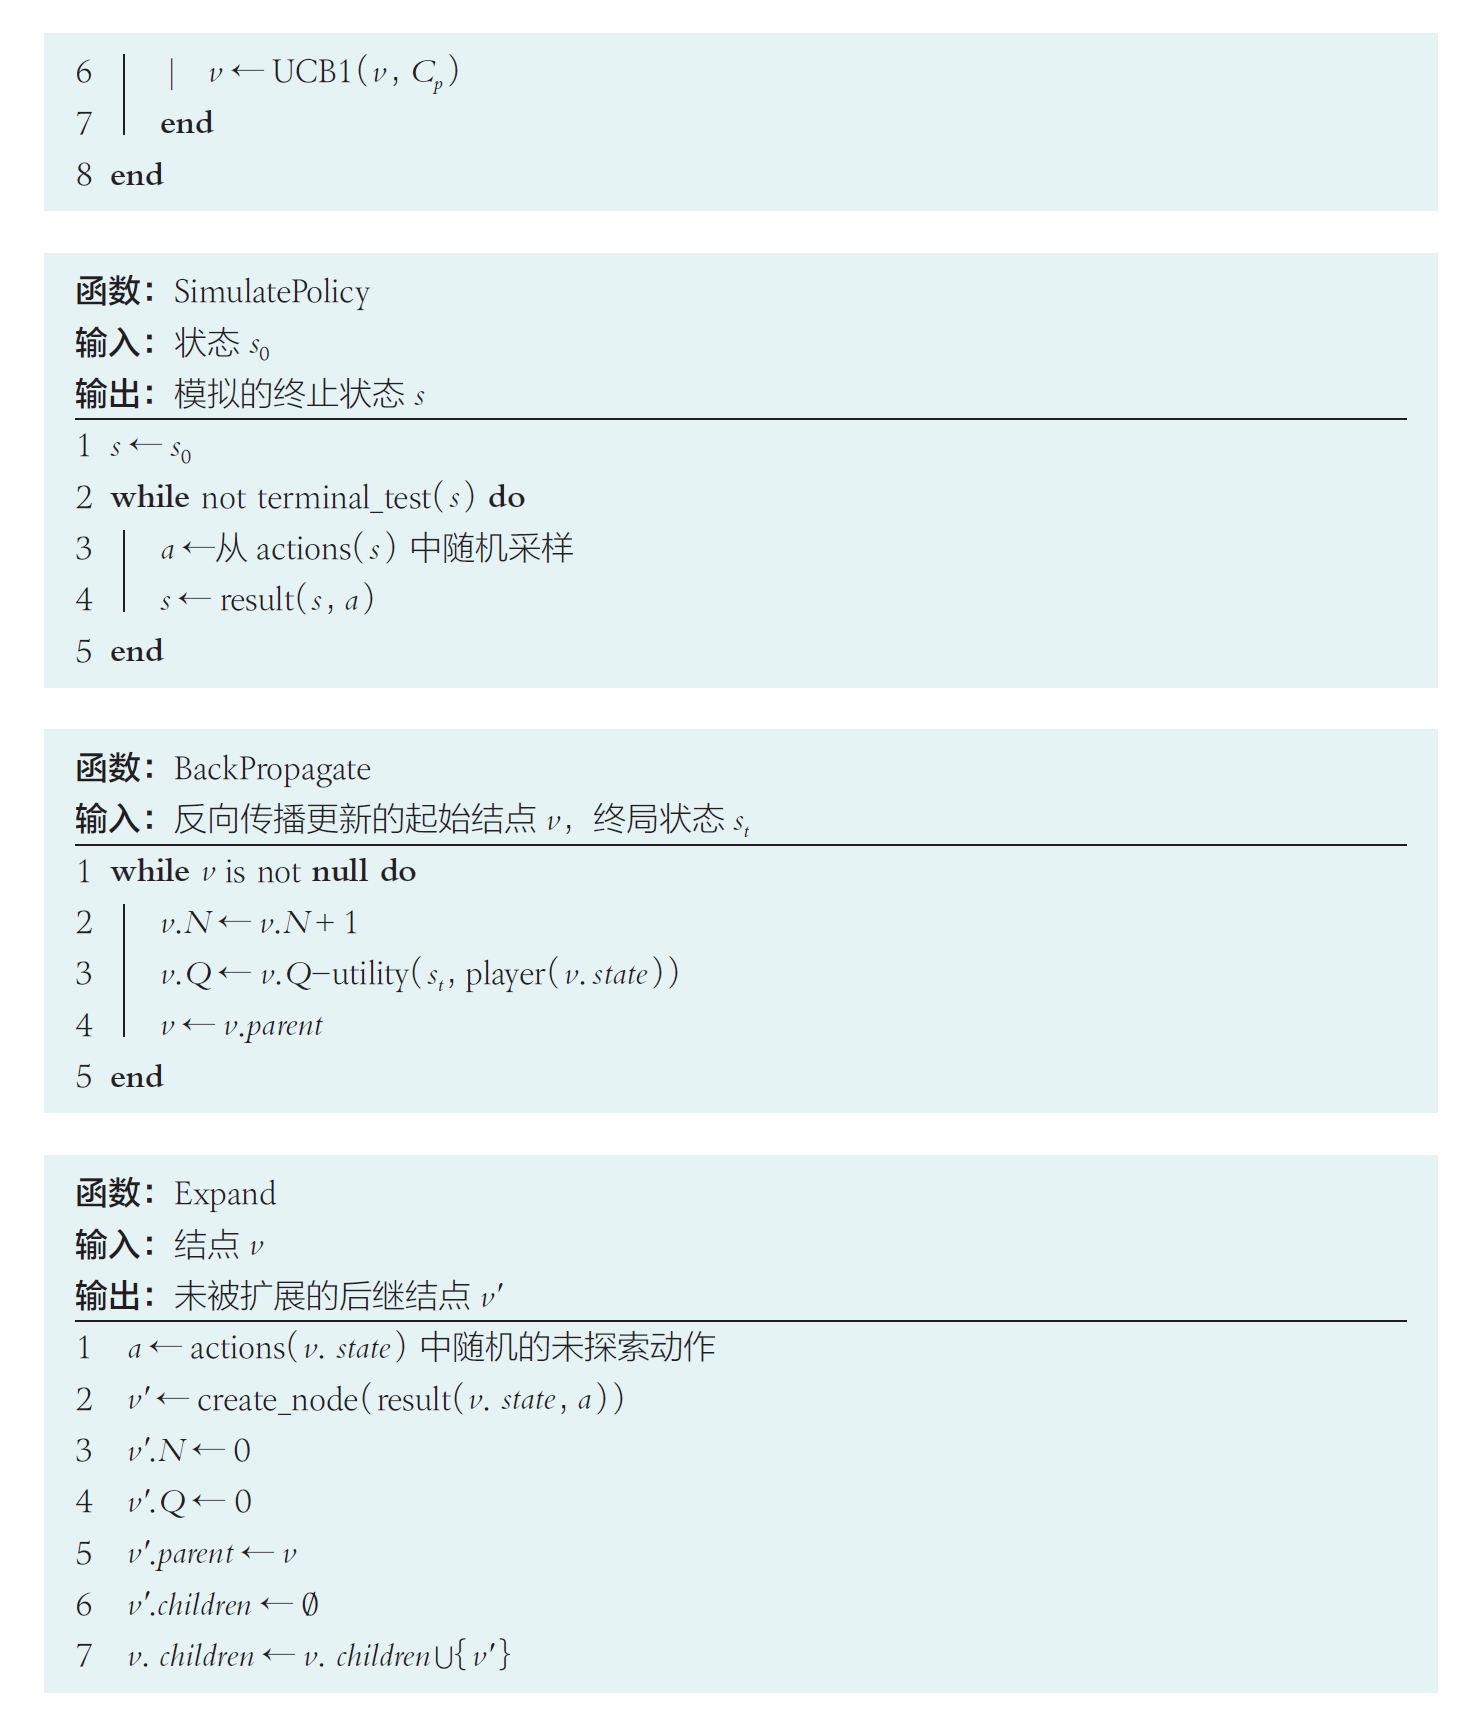 6 | v ← UCB1(v, Cp)
7 end
8 end
函数：SimulatePolicy
输入：状态 s₀
输出：模拟的终止状态 s
1 s ← s₀
2 while not terminal_test(s) do
3 a ←从 actions(s) 中随机采样
4 s ← result(s, a)
5 end
函数：BackPropagate
输入：反向传播更新的起始结点 v，终局状态 sₜ
1 while v is not null do
2 v.N ← v.N + 1
3 v.Q ← v.Q−utility(sₜ, player(v.state))
4 v ← v.parent
5 end
函数：Expand
输入：结点 v
输出：未被扩展的后继结点 v′
1 a ← actions(v. state) 中随机的未探索动作
2 v′ ← create_node(result(v. state, a))
3 v′.N ← 0
4 v′.Q ← 0
5 v′.parent ← v
6 v′.children ← ∅
7 v. children ← v. children∪{v′}